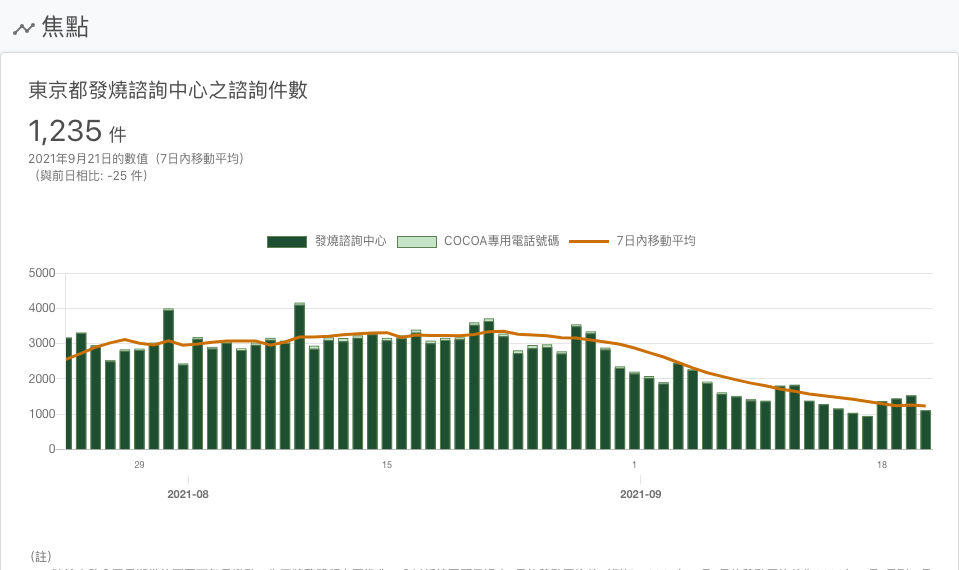 焦點
東京都發燒諮詢中心之諮詢件數
1,235 件
2021年9月21日的數值（7日內移動平均）
（與前日相比: -25 件）
發燒諮詢中心 COCOA專用電話號碼 7日內移動平均
5000
4000
3000
2000
1000
0
29 15 1 18
2021-08 2021-09
（註）